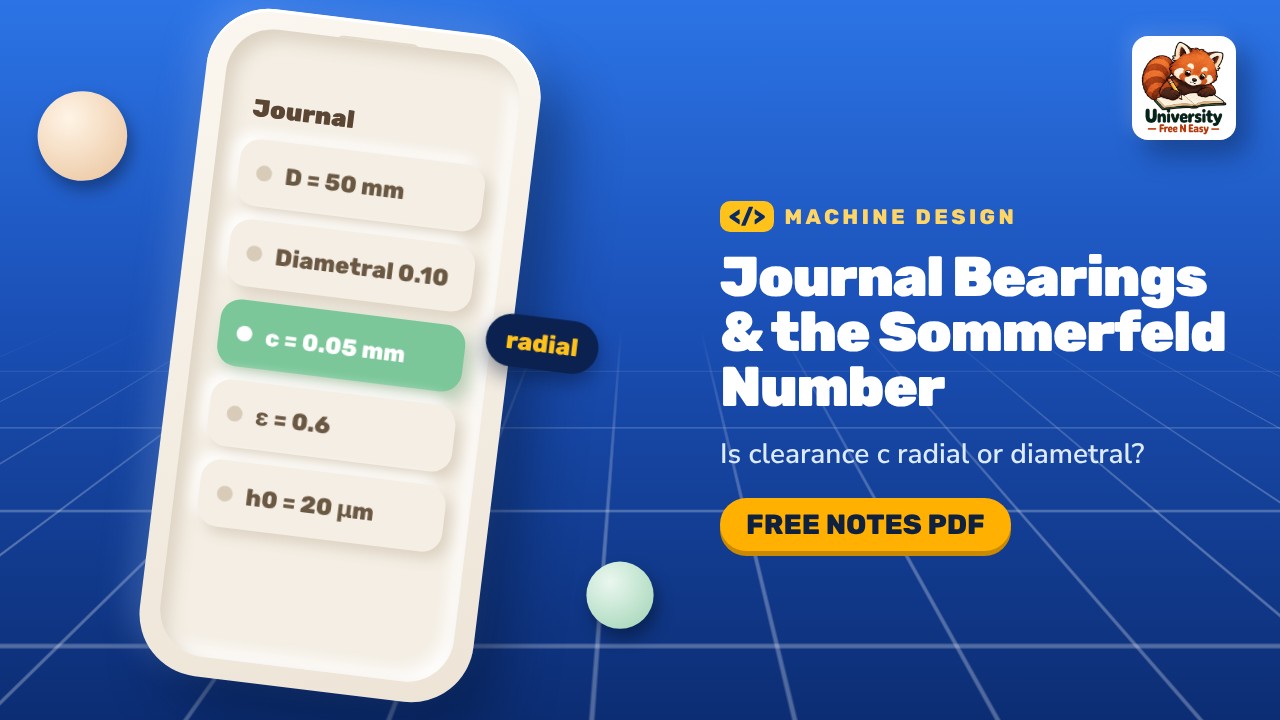 Journal
D = 50 mm
Diametral 0.10
c = 0.05 mm
radial
ε = 0.6
h0 = 20 μm
University
Free N Easy
</> MACHINE DESIGN
Journal Bearings
& the Sommerfeld
Number
Is clearance c radial or diametral?
FREE NOTES PDF